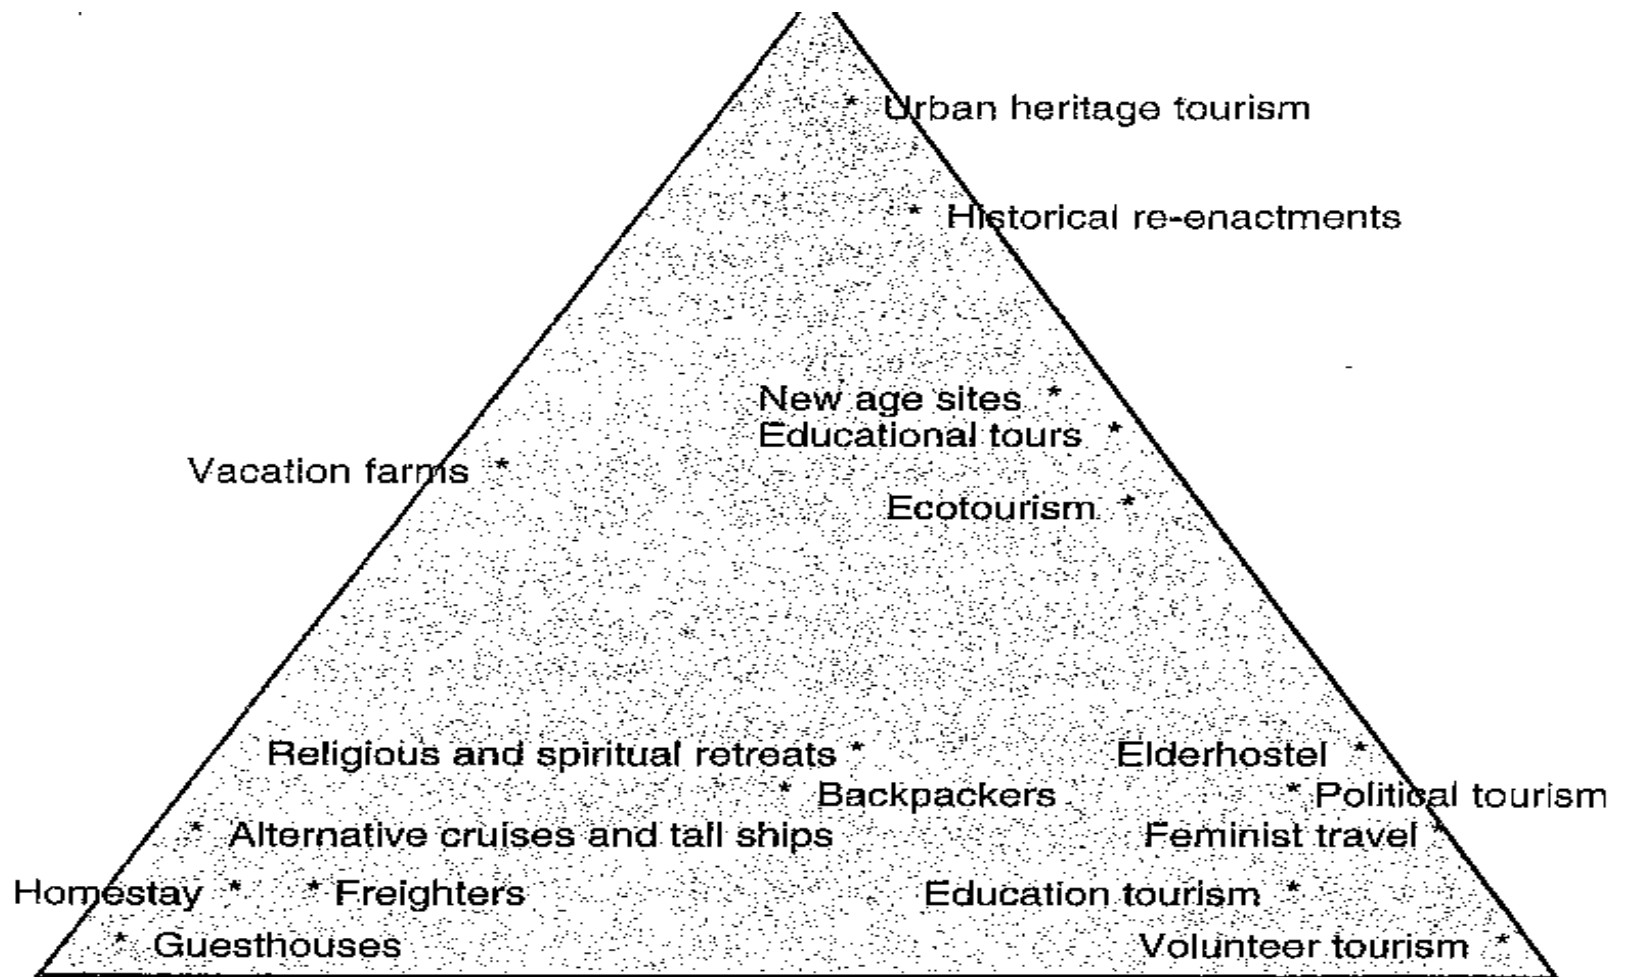 Urban heritage tourism
Historical re-enactments
New age sites
Educational tours
Vacation farms
Ecotourism
Religious and spiritual retreats
Elderhostel
Backpackers
Political tourism
Alternative cruises and tall ships
Feminist travel
Homestay
Freighters
Education tourism
Guesthouses
Volunteer tourism